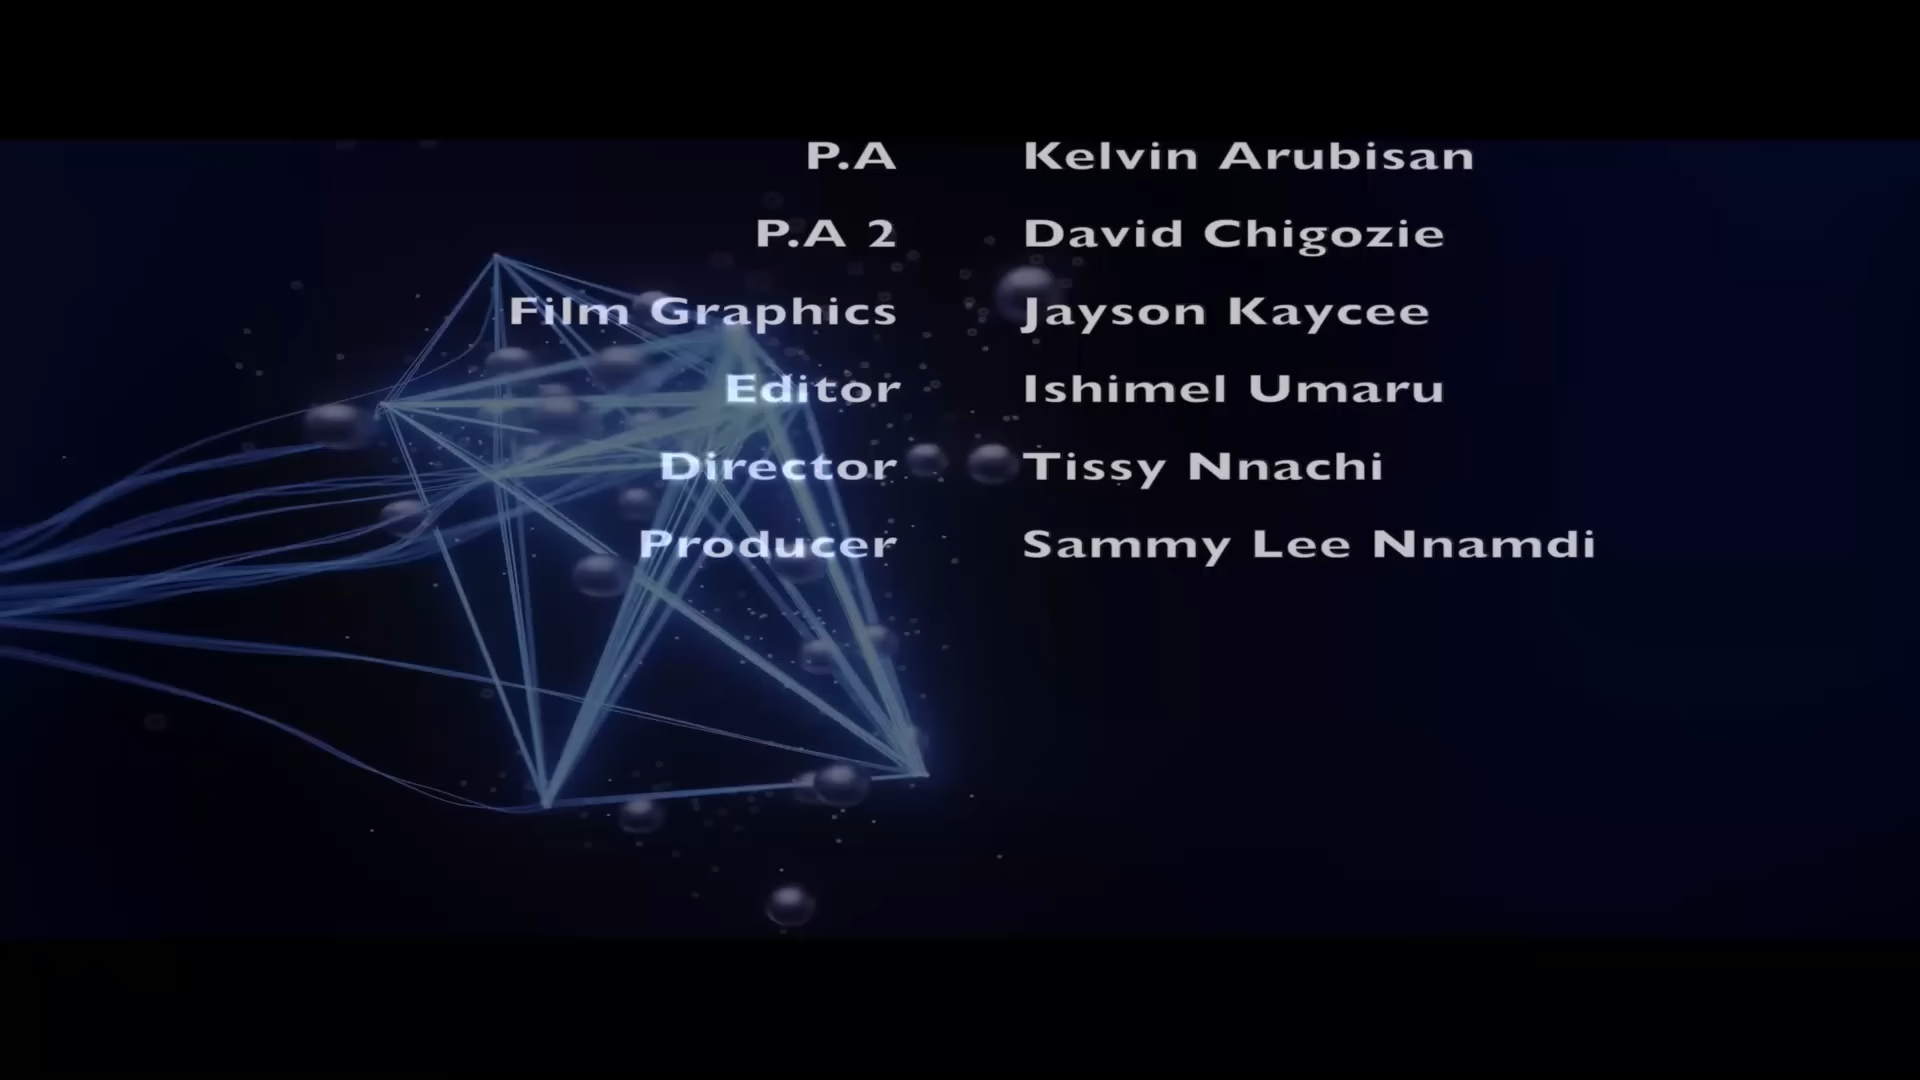 P.A Kelvin Arubisan
P.A 2 David Chigozie
Film Graphics Jayson Kaycee
Editor Ishimel Umaru
Director Tissy Nnachi
Producer Sammy Lee Nnamdi